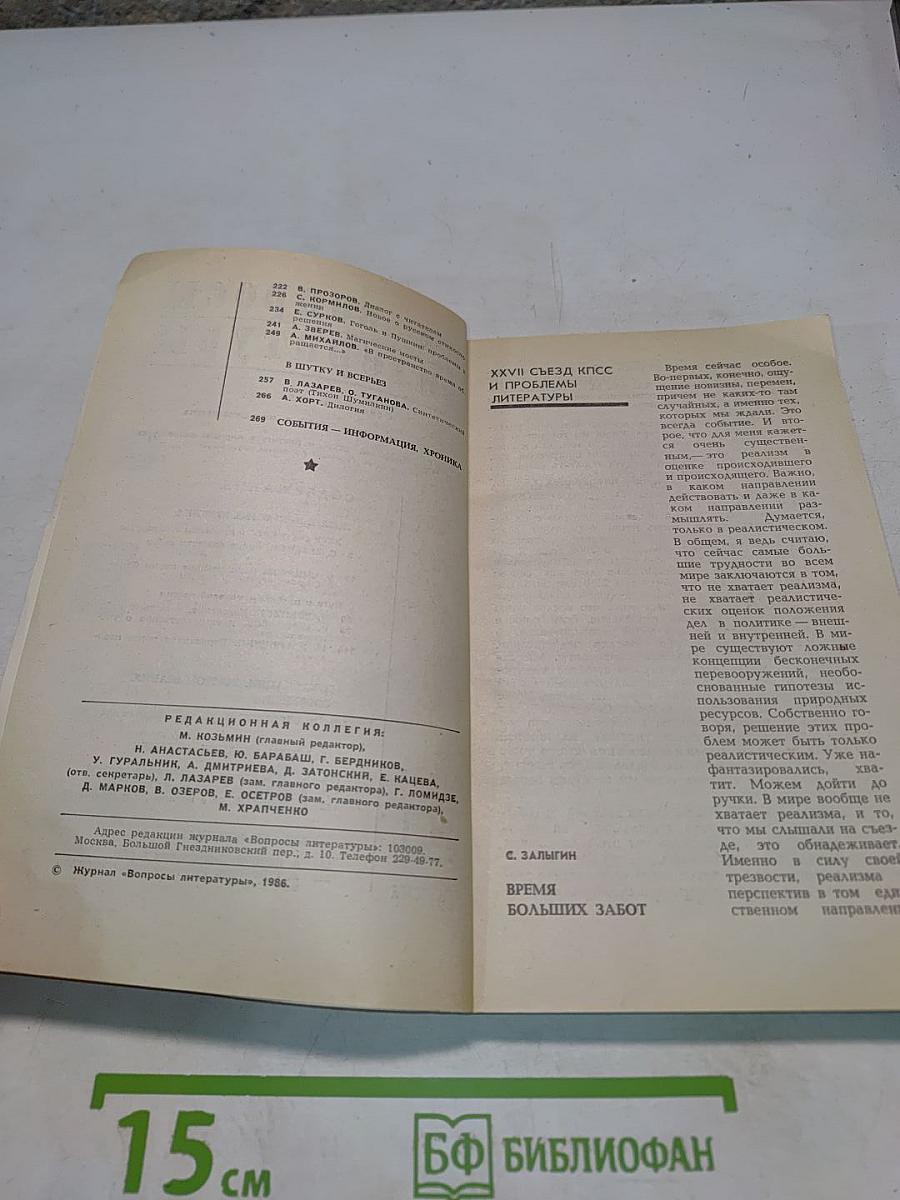 222 В. ПРОЗОРОВ. Диалог с читателем
226 С. КОРМИЛОВ. Новое о русском стихосло-
жении
234 Е. СУРКОВ. Гоголь и Пушкин: проблемы и
решения
241 А. ЗВЕРЕВ. Магические мосты
249 А. МИХАЙЛОВ. «В пространство время об-
ращается...»
В ШУТКУ И ВСЕРЬЕЗ
257 В. ЛАЗАРЕВ, О. ТУГАНОВА. Синтетический
поэт (Тихон Шумилкин)
266 А. ХОРТ. Дилогия
269 СОБЫТИЯ — ИНФОРМАЦИЯ, ХРОНИКА
РЕДАКЦИОННАЯ КОЛЛЕГИЯ:
М. КОЗЬМИН (главный редактор),
Н. АНАСТАСЬЕВ, Ю. БАРАБАШ, Г. БЕРДНИКОВ,
У. ГУРАЛЬНИК, А. ДМИТРИЕВА, Д. ЗАТОНСКИЙ, Е. КАЦЕВА,
(отв. секретарь), Л. ЛАЗАРЕВ (зам. главного редактора), Г. ЛОМИДЗЕ,
Д. МАРКОВ, В. ОЗЕРОВ, Е. ОСЕТРОВ (зам. главного редактора),
М. ХРАПЧЕНКО
Адрес редакции журнала «Вопросы литературы»: 103009.
Москва, Большой Гнездниковский пер., д. 10. Телефон 229-49-77.
© Журнал «Вопросы литературы», 1986.
XXVII СЪЕЗД КПСС
И ПРОБЛЕМЫ
ЛИТЕРАТУРЫ
С. ЗАЛЫГИН
ВРЕМЯ
БОЛЬШИХ ЗАБОТ
Время сейчас особое.
Во-первых, конечно, ощу-
щение новизны, перемен,
причем не каких-то там
случайных, а именно тех,
которых мы ждали. Это
всегда событие. И вто-
рое, что для меня кажет-
ся очень существен-
ным,— это реализм в
оценке происходившего
и происходящего. Важно,
в каком направлении
действовать и даже в ка-
ком направлении раз-
мышлять. Думается,
только в реалистическом.
В общем, я ведь считаю,
что сейчас самые боль-
шие трудности во всем
мире заключаются в том,
что не хватает реализма,
не хватает реалистиче-
ских оценок положения
дел в политике — внеш-
ней и внутренней. В ми-
ре существуют ложные
концепции бесконечных
перевооружений, необо-
снованные гипотезы ис-
пользования природных
ресурсов. Собственно го-
воря, решение этих про-
блем может быть только
реалистическим. Уже на-
фантазировались, хва-
тит. Можем дойти до
ручки. В мире вообще не
хватает реализма, и то,
что мы слышали на съез-
де, это обнадеживает.
Именно в силу своей
трезвости, реализма
перспектив в том еди
ственном направлени
15 см
БФ БИБЛИОФАН